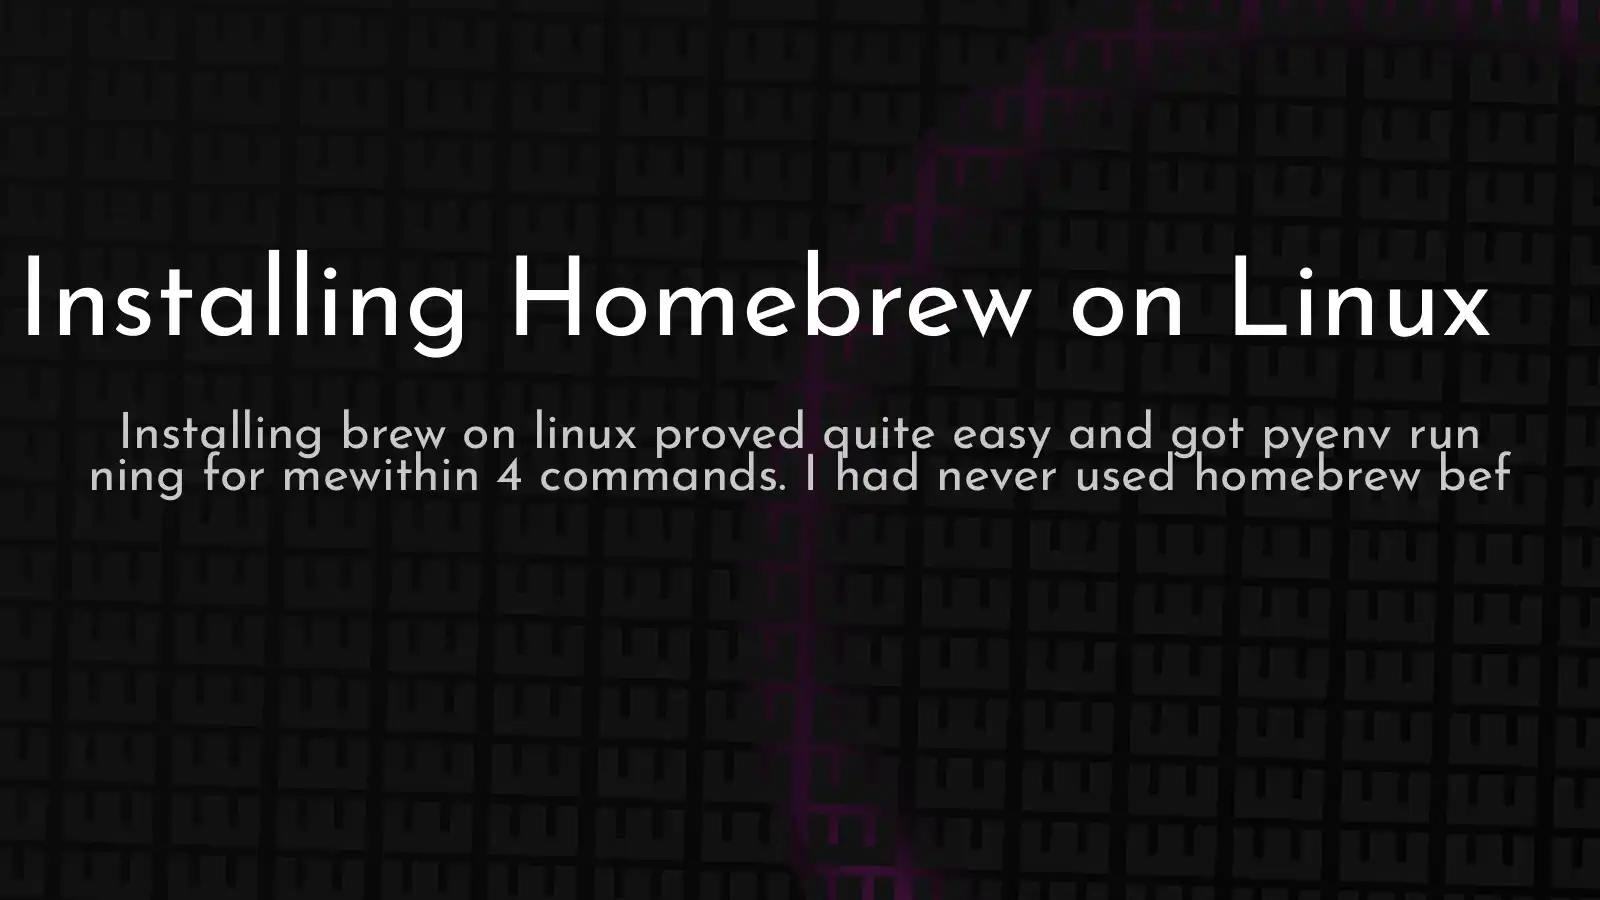 Installing Homebrew on Linux
Installing brew on linux proved quite easy and got pyenv run
ning for mewithin 4 commands. I had never used homebrew bef